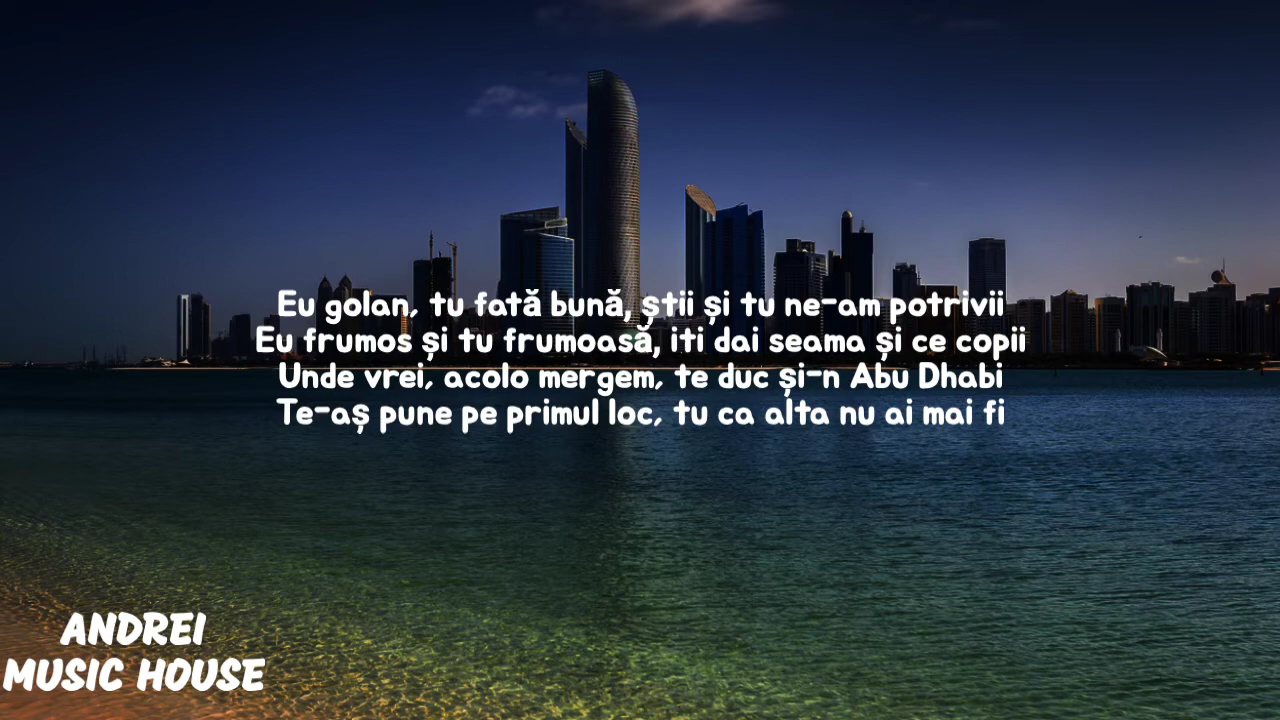 Eu golan, tu fată bună, știi și tu ne-am potrivii
Eu frumos și tu frumoasă, iti dai seama și ce copii
Unde vrei, acolo mergem, te duc și-n Abu Dhabi
Te-aș pune pe primul loc, tu ca alta nu ai mai fi
ANDREI
MUSIC HOUSE